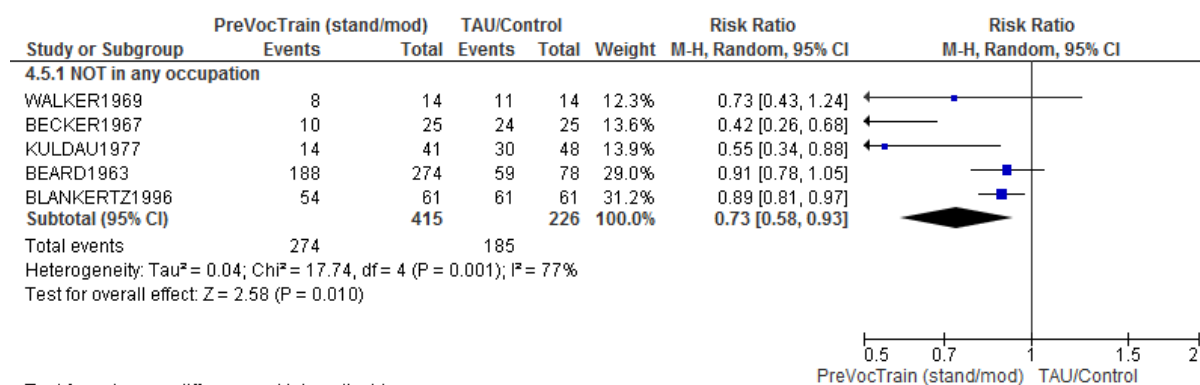 PreVocTrain (stand/mod) TAU/Control Risk Ratio Risk Ratio
Study or Subgroup Events Total Events Total Weight M-H, Random, 95% CI M-H, Random, 95% CI
4.5.1 NOT in any occupation
WALKER1969 8 14 11 14 12.3% 0.73 [0.43, 1.24]
BECKER1967 10 25 24 25 13.6% 0.42 [0.26, 0.68]
KULDAU1977 14 41 30 48 13.9% 0.55 [0.34, 0.88]
BEARD1963 188 274 59 78 29.0% 0.91 [0.78, 1.05]
BLANKERTZ1996 54 61 61 61 31.2% 0.89 [0.81, 0.97]
Subtotal (95% CI) 415 226 100.0% 0.73 [0.58, 0.93]
Total events 274 185
Heterogeneity: Tau² = 0.04; Chi² = 17.74, df = 4 (P = 0.001); I² = 77%
Test for overall effect: Z = 2.58 (P = 0.010)
0.5 0.7 1 1.5 2
PreVocTrain (stand/mod) TAU/Control